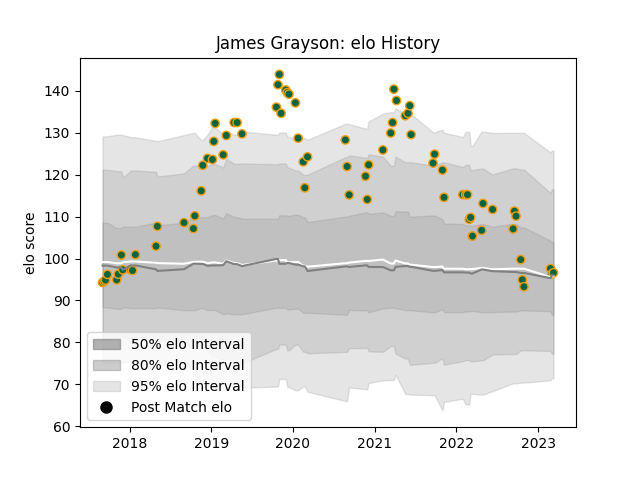 James Grayson: elo History
elo score
140
130
120
110
100
90
80
70
60
50% elo Interval
80% elo Interval
95% elo Interval
Post Match elo
2018 2019 2020 2021 2022 2023